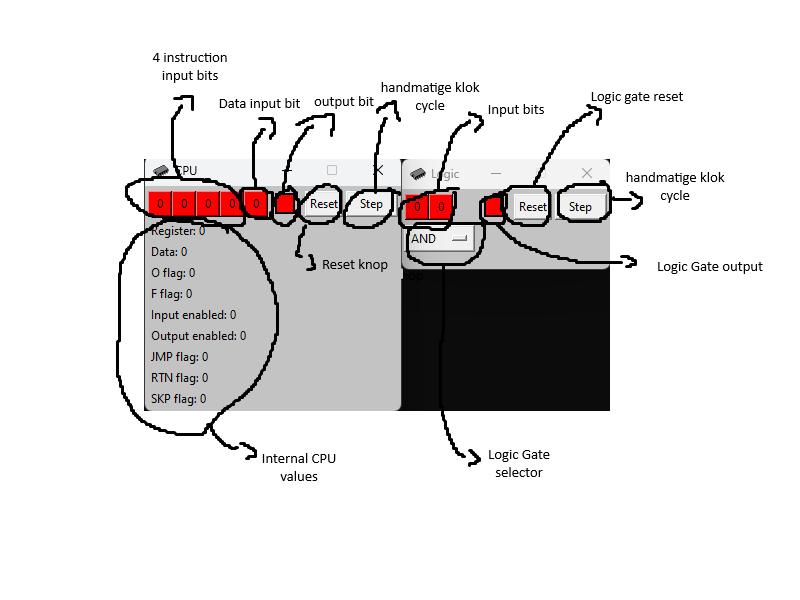 4 instruction
input bits
Data input bit
output bit
handmatige klok
cycle
Input bits
Logic gate reset
CPU
Logic
0 0 0 0 0 Reset Step
0 0 Reset Step
handmatige klok
cycle
AND
Register: 0
Data: 0
O flag: 0
F flag: 0
Input enabled: 0
Output enabled: 0
JMP flag: 0
RTN flag: 0
SKP flag: 0
Reset knop
Logic Gate output
Internal CPU
values
Logic Gate
selector